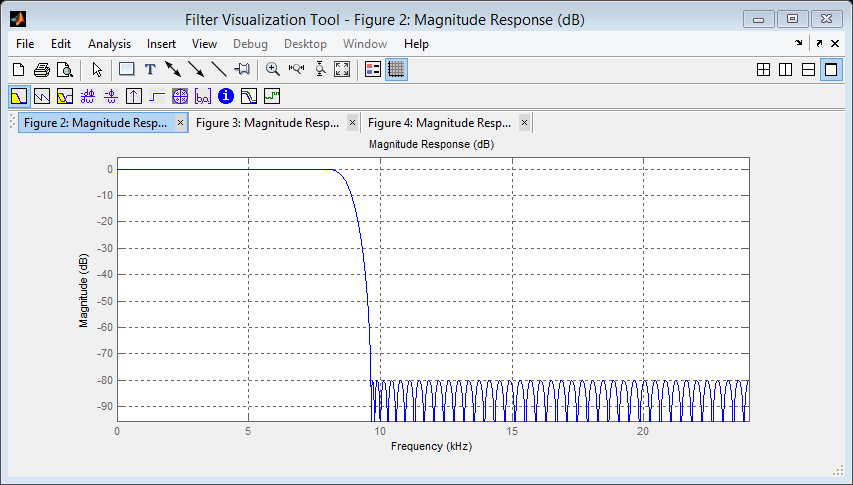 Filter Visualization Tool - Figure 2: Magnitude Response (dB)
File Edit Analysis Insert View Debug Desktop Window Help
Figure 2: Magnitude Resp... × Figure 3: Magnitude Resp... × Figure 4: Magnitude Resp... ×
Magnitude Response (dB)
Magnitude (dB)
0
-10
-20
-30
-40
-50
-60
-70
-80
-90
0 5 10 15 20
Frequency (kHz)